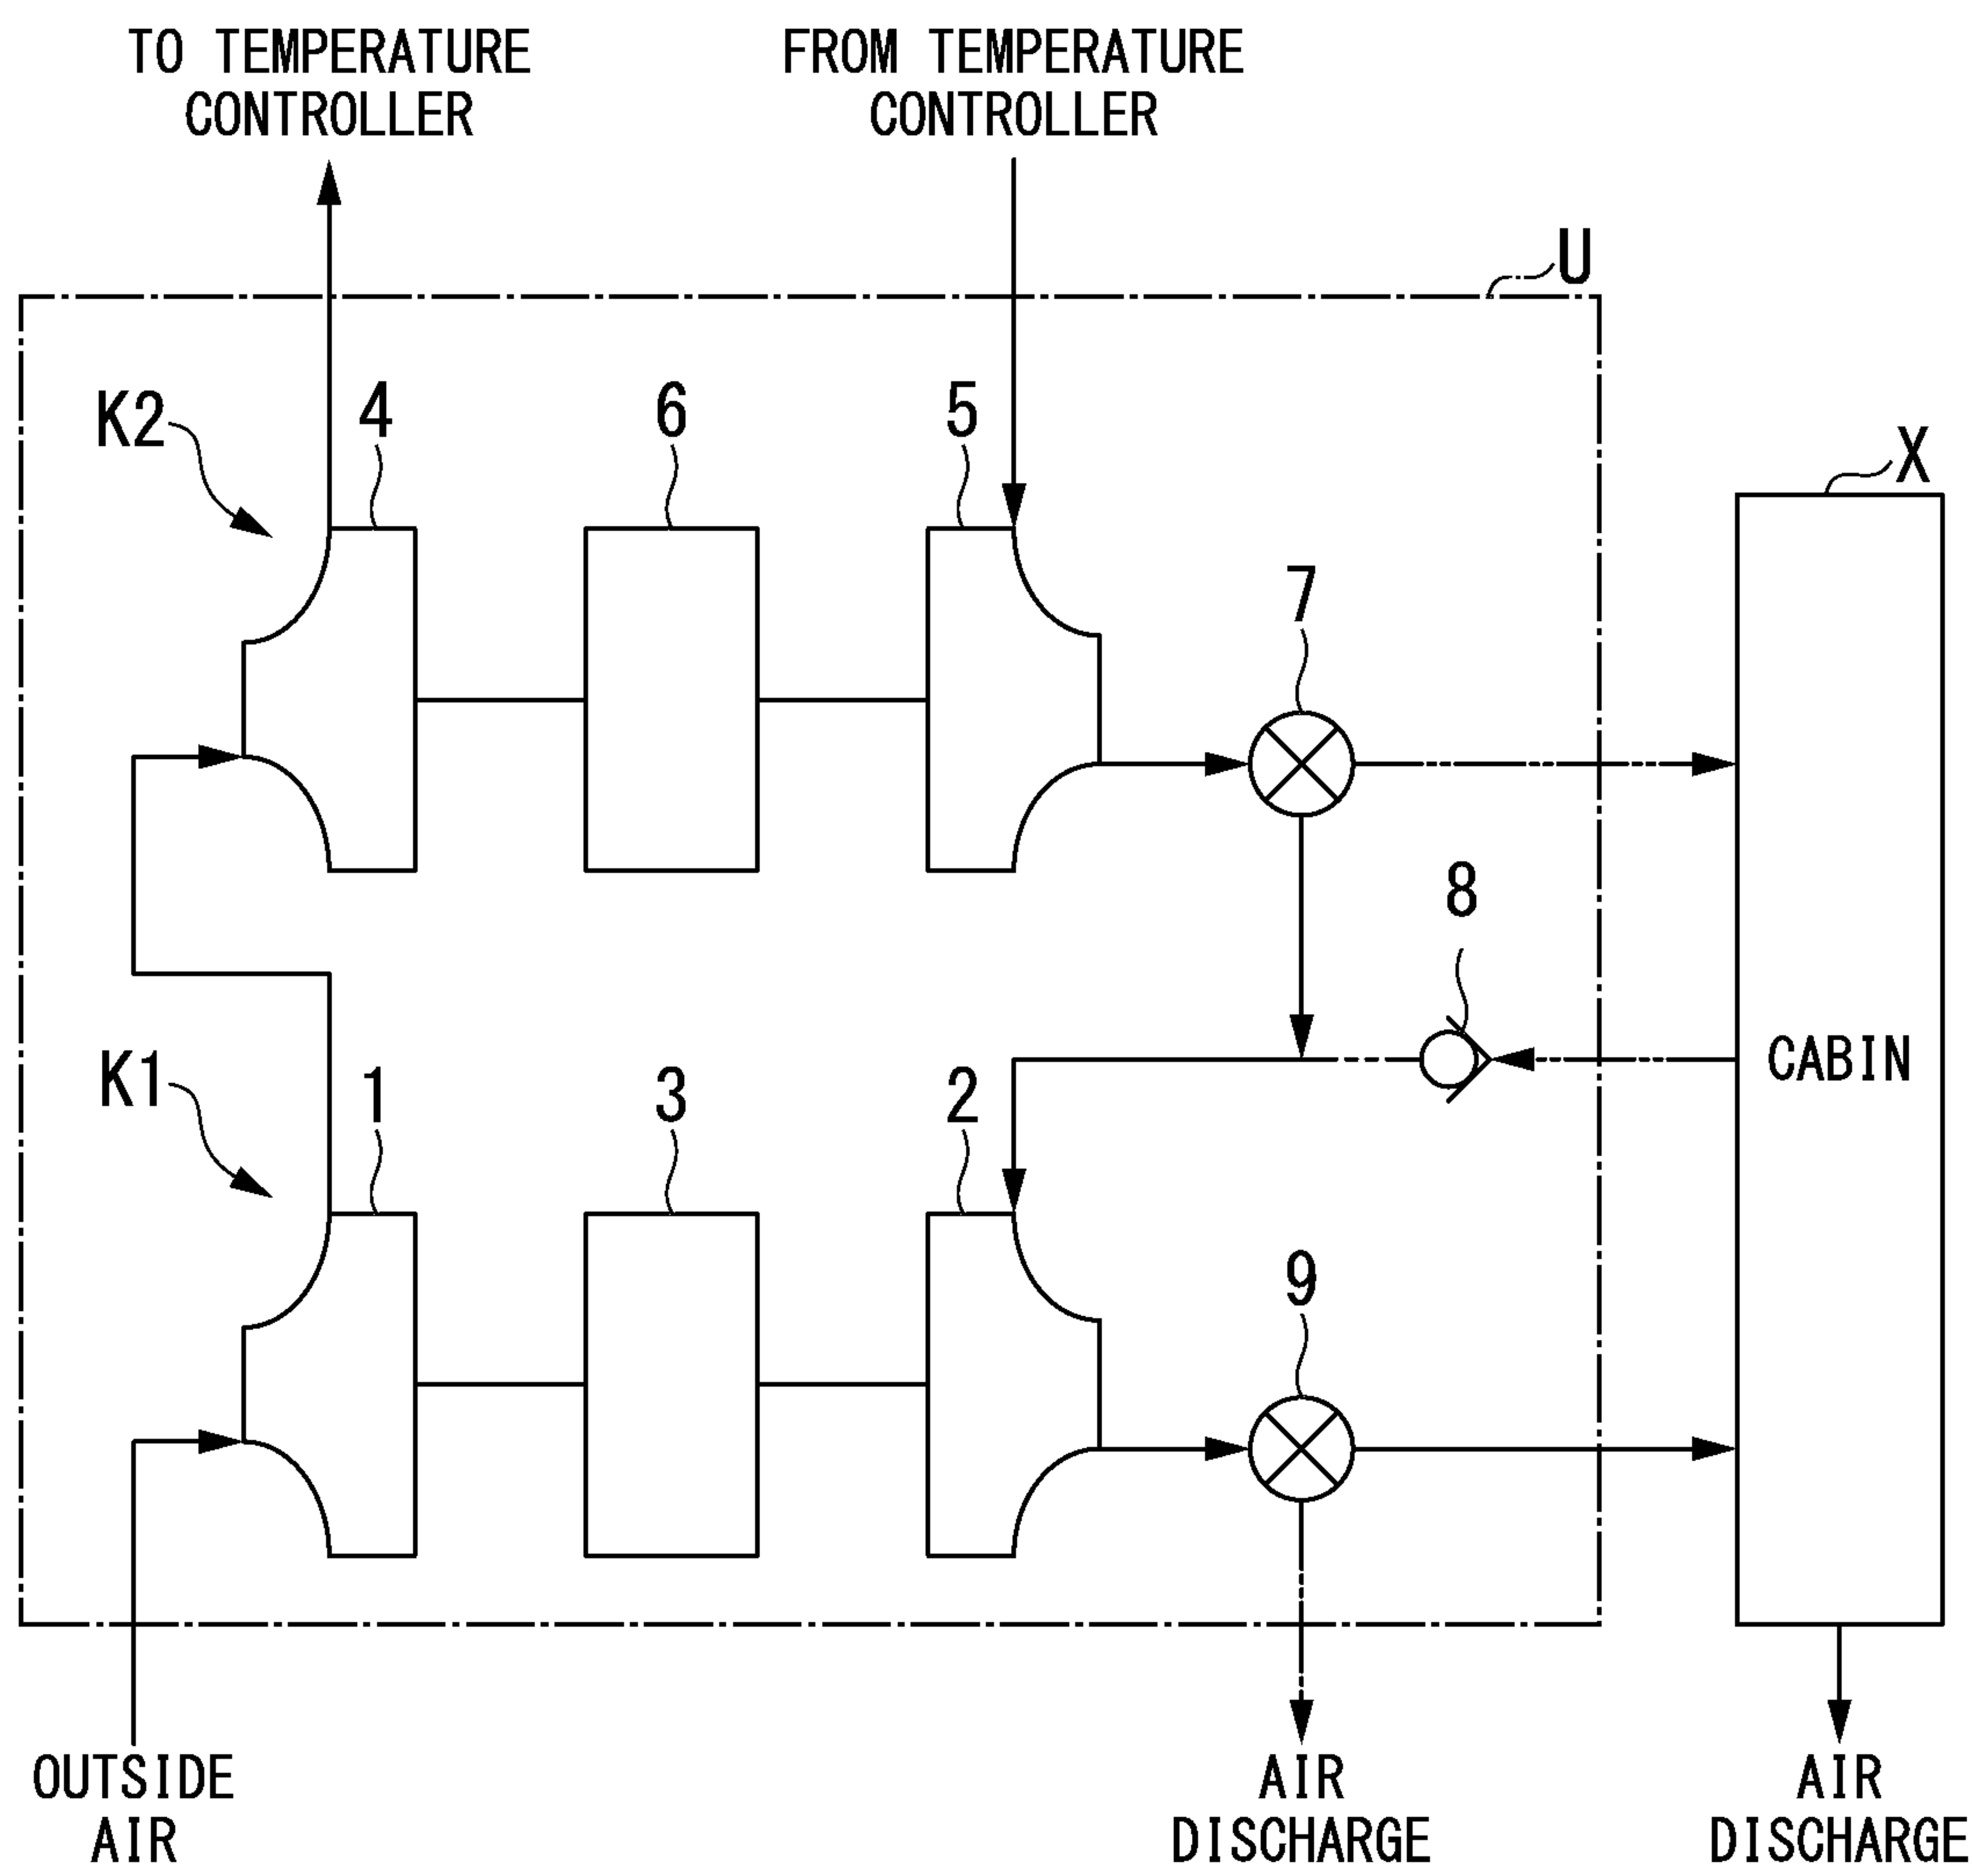 TO TEMPERATURE
CONTROLLER
FROM TEMPERATURE
CONTROLLER
U
K2
4
6
5
X
7
8
CABIN
K1
1
3
2
9
OUTSIDE
AIR
AIR
DISCHARGE
AIR
DISCHARGE